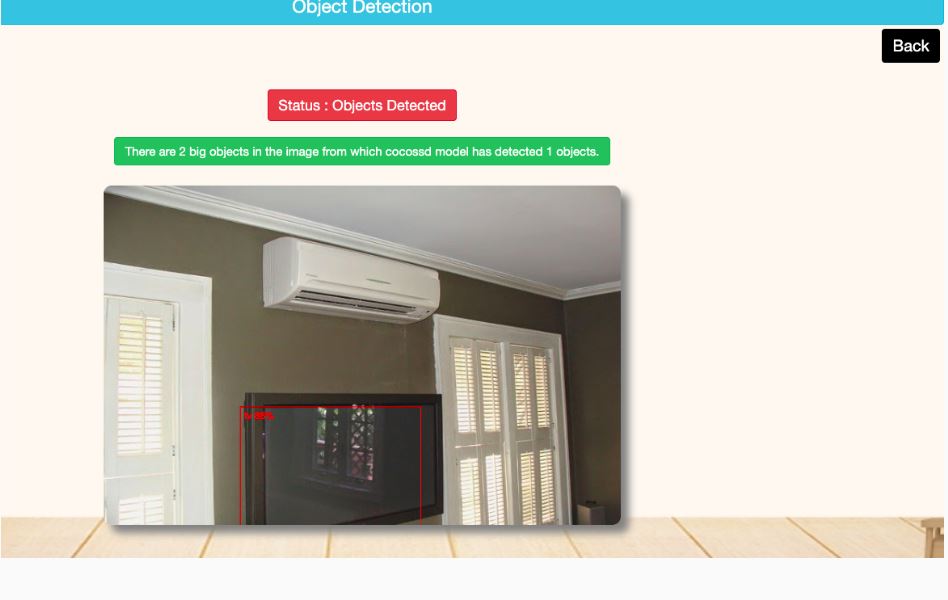 Object Detection
Back
Status : Objects Detected
There are 2 big objects in the image from which cocossd model has detected 1 objects.